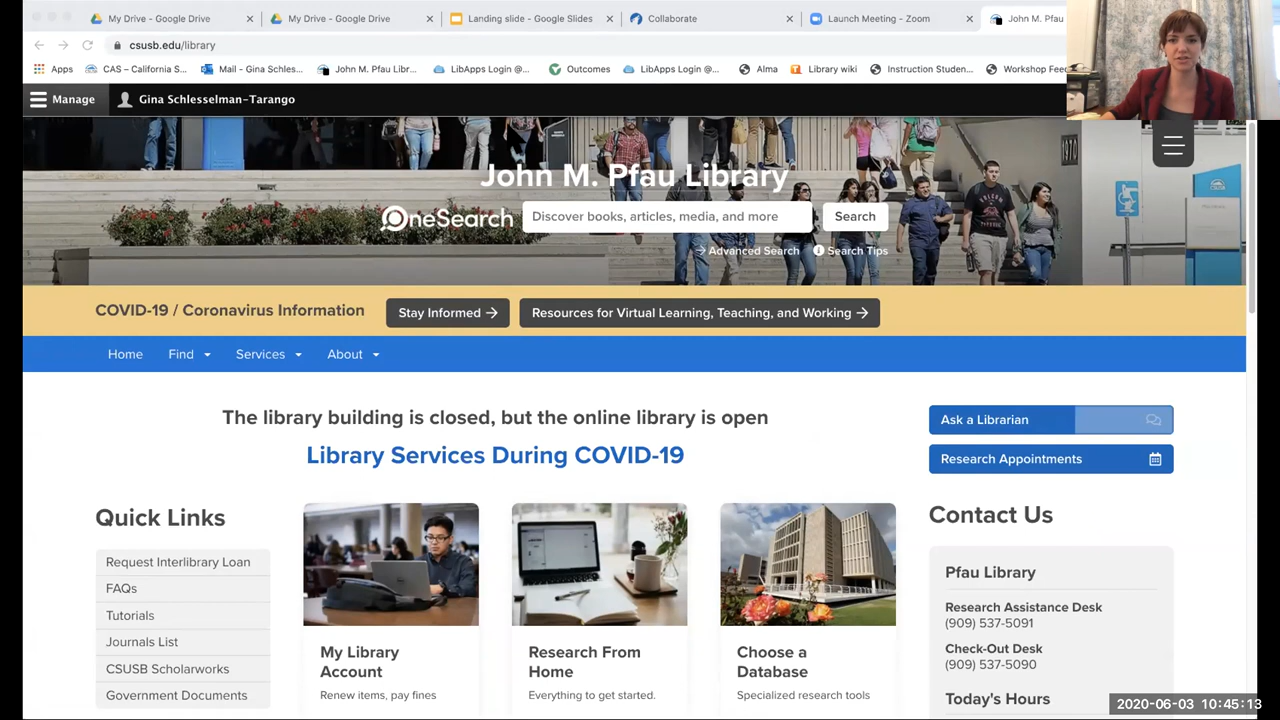 My Drive - Google Drive
My Drive - Google Drive
Landing slide - Google Slides
Collaborate
Launch Meeting - Zoom
John M. Pfau
csusb.edu/library
Apps
CAS – California S...
Mail - Gina Schles...
John M. Pfau Libr...
LibApps Login @...
Outcomes
LibApps Login @...
Alma
Library wiki
Instruction Studen...
Workshop Feed
Manage
Gina Schlesselman-Tarango
John M. Pfau Library
OneSearch
Discover books, articles, media, and more
Search
Advanced Search
Search Tips
COVID-19 / Coronavirus Information
Stay Informed
Resources for Virtual Learning, Teaching, and Working
Home
Find
Services
About
The library building is closed, but the online library is open
Library Services During COVID-19
Ask a Librarian
Research Appointments
Quick Links
Request Interlibrary Loan
FAQs
Tutorials
Journals List
CSUSB Scholarworks
Government Documents
My Library
Account
Renew items, pay fines
Research From
Home
Everything to get started.
Choose a
Database
Specialized research tools
Contact Us
Pfau Library
Research Assistance Desk
(909) 537-5091
Check-Out Desk
(909) 537-5090
Today's Hours
2020-06-03 10:45:13